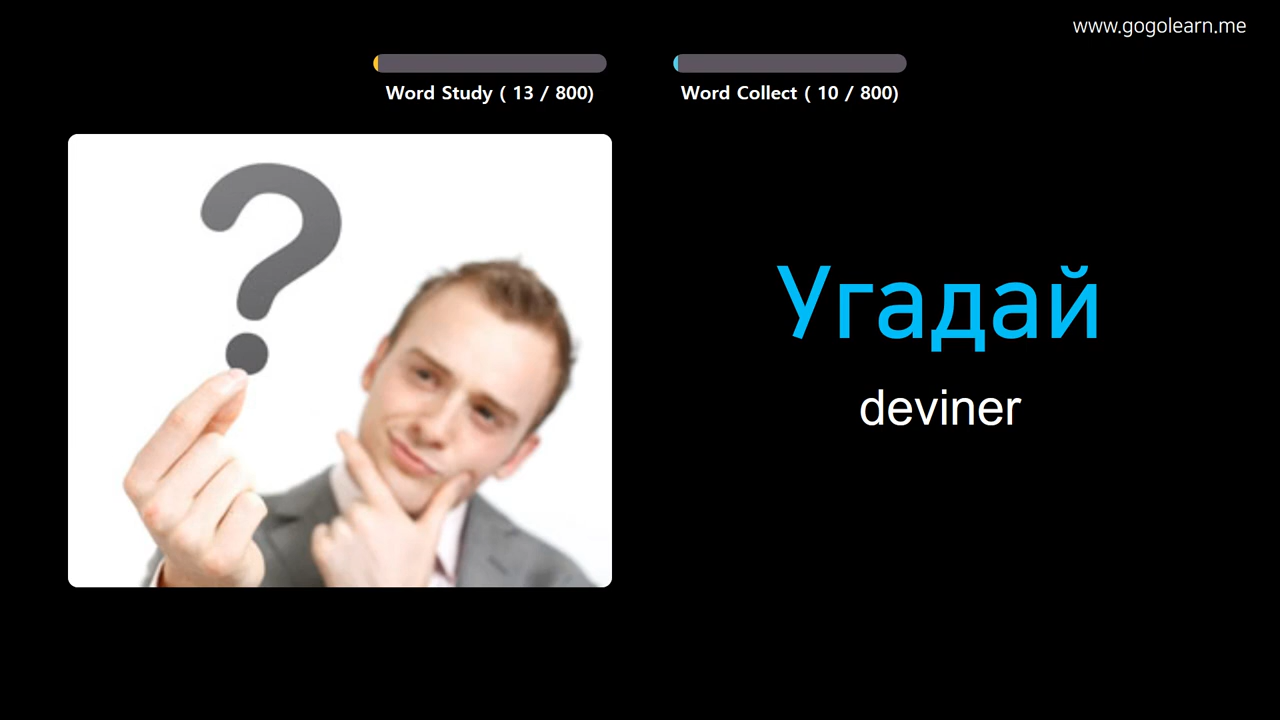 www.gogolearn.me
Word Study ( 13 / 800)
Word Collect ( 10 / 800)
?
Угадай
deviner